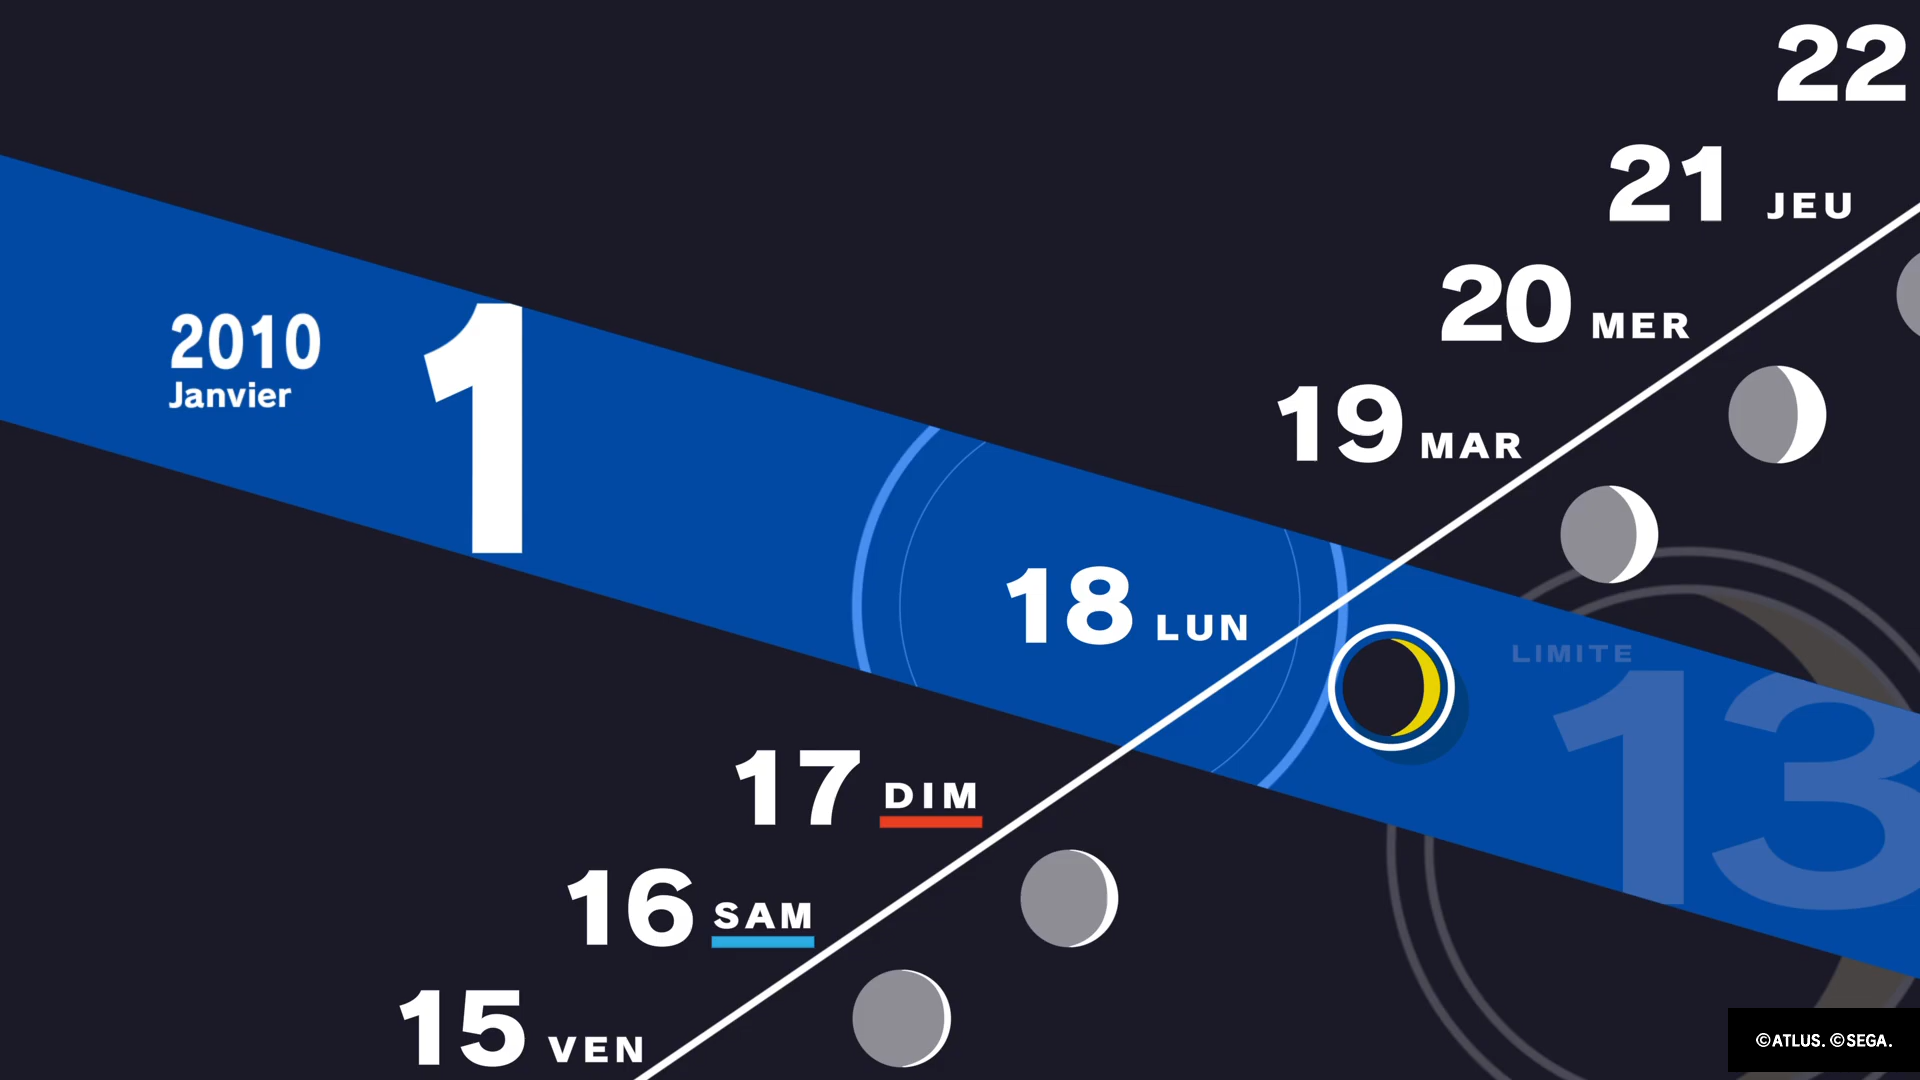 22
21 JEU
20 MER
19 MAR
2010
Janvier
1
18 LUN
LIMITE
13
17 DIM
16 SAM
15 VEN
©ATLUS. ©SEGA.